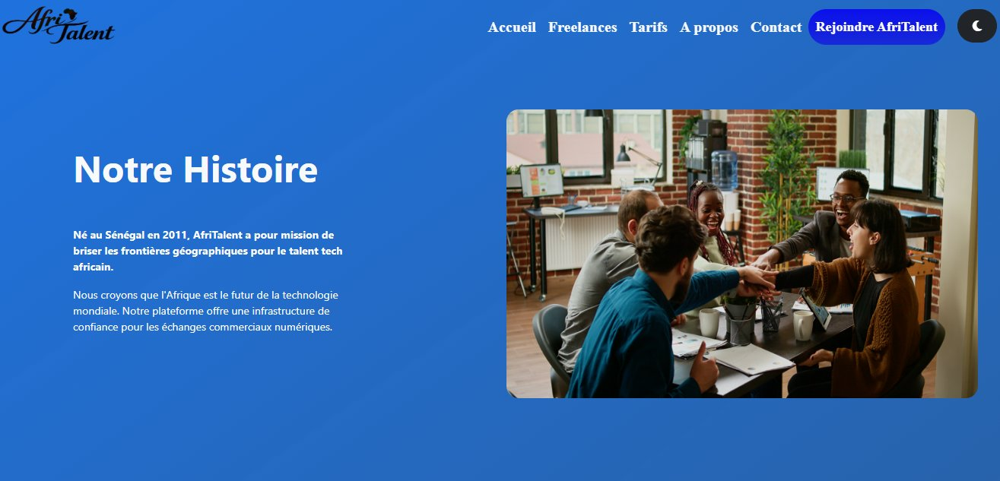 Afri Talent
Accueil Freelances Tarifs A propos Contact Rejoindre AfriTalent
Notre Histoire
Né au Sénégal en 2011, AfriTalent a pour mission de
briser les frontières géographiques pour le talent tech
africain.
Nous croyons que l'Afrique est le futur de la technologie
mondiale. Notre plateforme offre une infrastructure de
confiance pour les échanges commerciaux numériques.